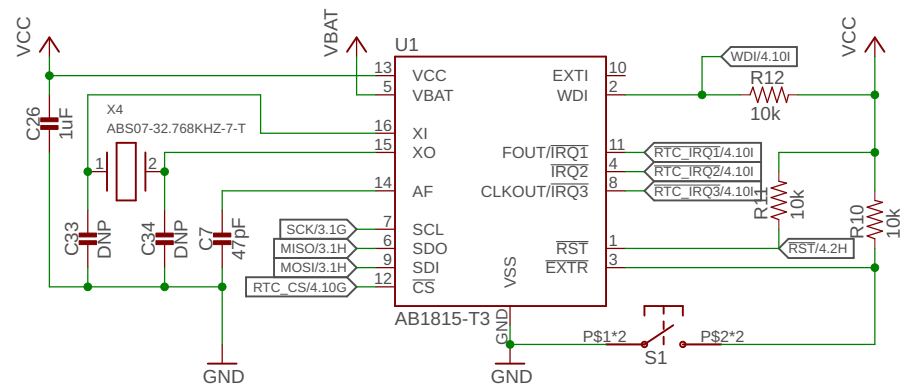 VCC
VBAT
VCC
U1
13 VCC
5 VBAT
16 XI
15 XO
14 AF
7 SCL
6 SDO
9 SDI
12 CS
EXTI 10
WDI 2
FOUT/IRQ1 11
IRQ2 4
CLKOUT/IRQ3 8
RST 1
EXTR 3
VSS
AB1815-T3
GND
WDI/4.10I
R12
10k
RTC_IRQ1/4.10I
RTC_IRQ2/4.10I
RTC_IRQ3/4.10I
R11
10k
R10
10k
RST/4.2H
C26
1uF
X4
ABS07-32.768KHZ-7-T
1
2
C33
DNP
C34
DNP
C7
47pF
SCK/3.1G
MISO/3.1H
MOSI/3.1H
RTC_CS/4.10G
P$1*2
P$2*2
S1
GND
GND